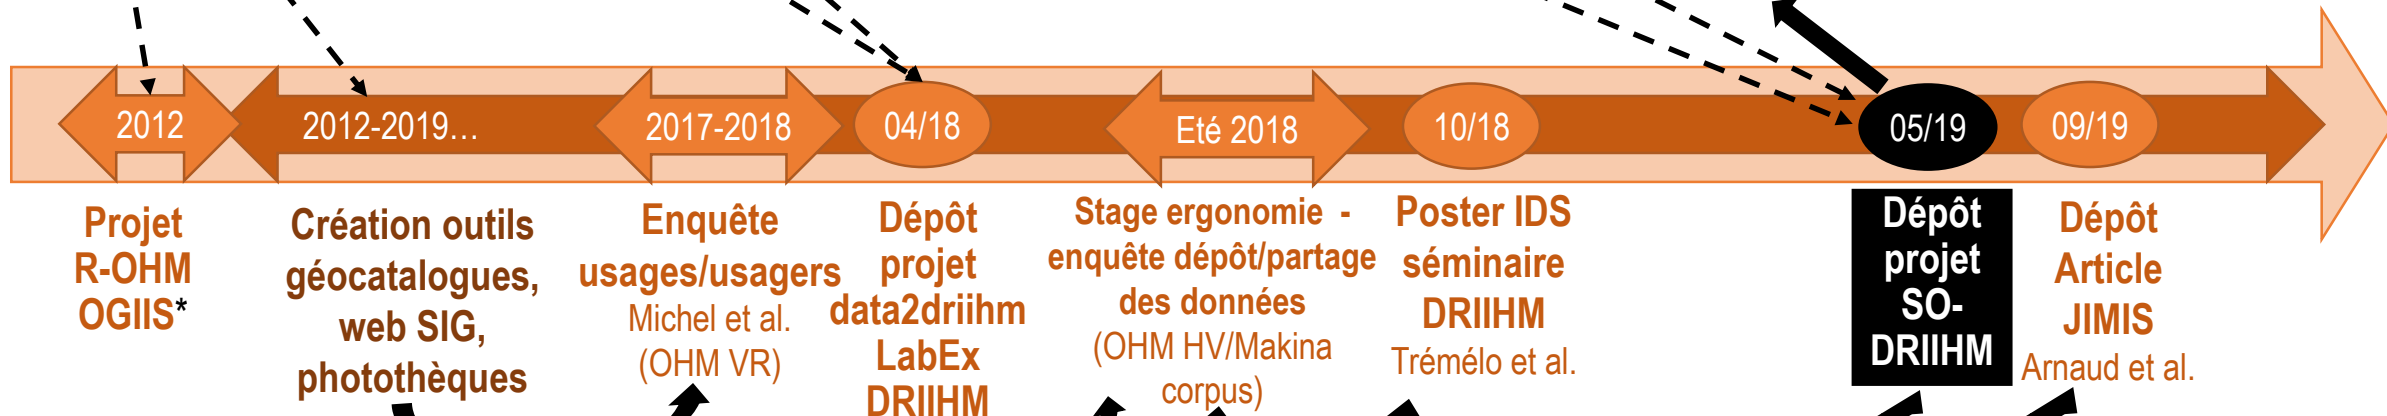 2012
2012-2019…
2017-2018
04/18
Eté 2018
10/18
05/19
09/19
Projet
R-OHM
OGIIS*
Création outils
géocatalogues,
web SIG,
photothèques
Enquête
usages/usagers
Michel et al.
(OHM VR)
Dépôt
projet
data2driihm
LabEx
DRIIHM
Stage ergonomie -
enquête dépôt/partage
des données
(OHM HV/Makina
corpus)
Poster IDS
séminaire
DRIIHM
Trémélo et al.
Dépôt
projet
SO-
DRIIHM
Dépôt
Article
JIMIS
Arnaud et al.